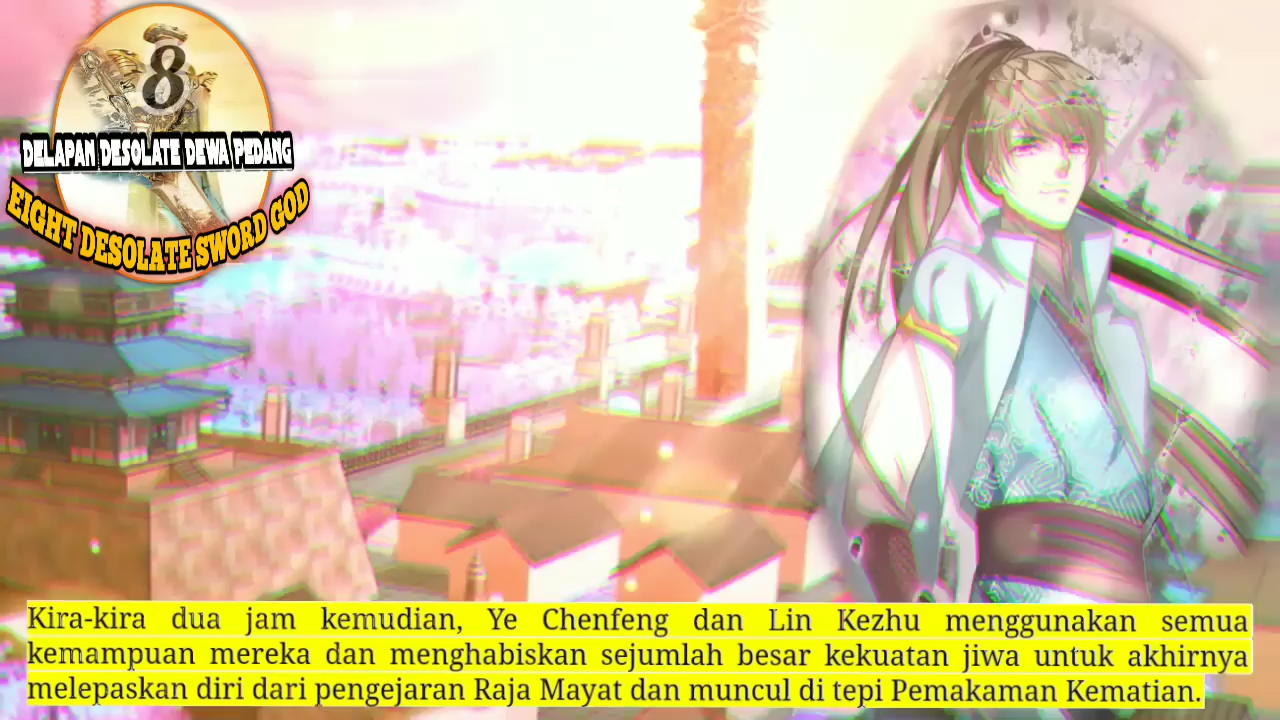 8
DELAPAN DESOLATE DEWA PEDANG
EIGHT DESOLATE SWORD GOD
Kira-kira dua jam kemudian, Ye Chenfeng dan Lin Kezhu menggunakan semua
kemampuan mereka dan menghabiskan sejumlah besar kekuatan jiwa untuk akhirnya
melepaskan diri dari pengejaran Raja Mayat dan muncul di tepi Pemakaman Kematian.